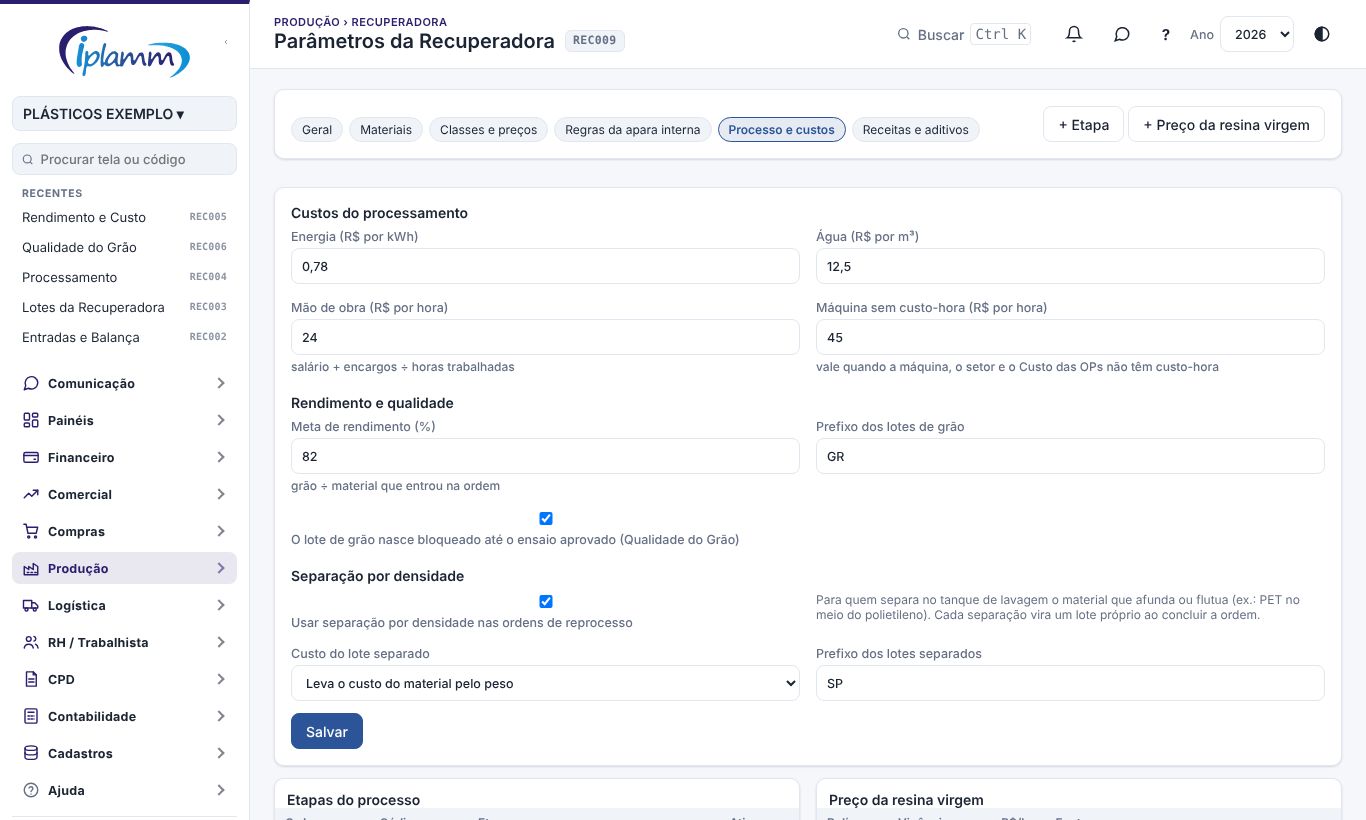 iplamm
PLÁSTICOS EXEMPLO ▾
Procurar tela ou código
RECENTES
Rendimento e Custo REC005
Qualidade do Grão REC006
Processamento REC004
Lotes da Recuperadora REC003
Entradas e Balança REC002
Comunicação
Painéis
Financeiro
Comercial
Compras
Produção
Logística
RH / Trabalhista
CPD
Contabilidade
Cadastros
Ajuda
PRODUÇÃO › RECUPERADORA
Parâmetros da Recuperadora REC009
Buscar Ctrl K ? Ano 2026
Geral Materiais Classes e preços Regras da apara interna Processo e custos Receitas e aditivos + Etapa + Preço da resina virgem
Custos do processamento
Energia (R$ por kWh) Água (R$ por m³)
0,78 12,5
Mão de obra (R$ por hora) Máquina sem custo-hora (R$ por hora)
24 45
salário + encargos ÷ horas trabalhadas vale quando a máquina, o setor e o Custo das OPs não têm custo-hora
Rendimento e qualidade
Meta de rendimento (%) Prefixo dos lotes de grão
82 GR
grão ÷ material que entrou na ordem
O lote de grão nasce bloqueado até o ensaio aprovado (Qualidade do Grão)
Separação por densidade
Para quem separa no tanque de lavagem o material que afunda ou flutua (ex.: PET no
meio do polietileno). Cada separação vira um lote próprio ao concluir a ordem.
Usar separação por densidade nas ordens de reprocesso
Custo do lote separado Prefixo dos lotes separados
Leva o custo do material pelo peso SP
Salvar
Etapas do processo Preço da resina virgem